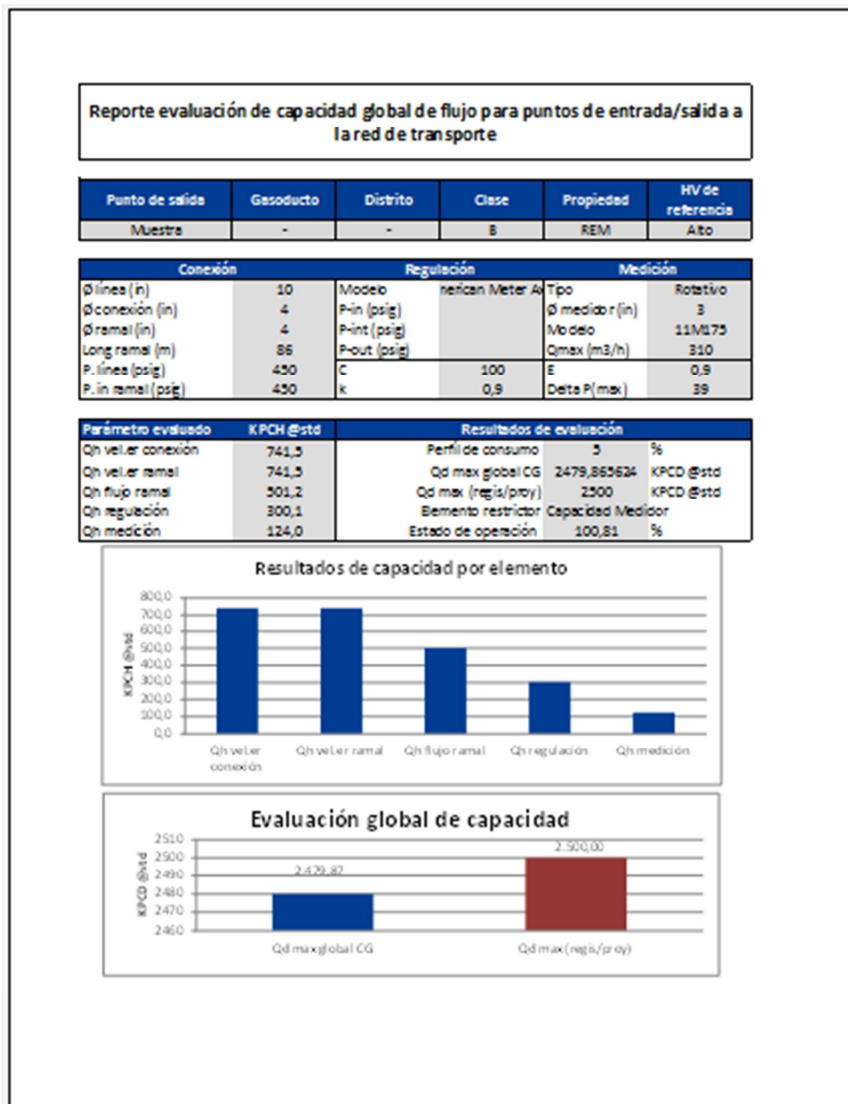 Reporte evaluación de capacidad global de flujo para puntos de entrada/salida a
la red de transporte
Punto de salida Gasoducto Distrito Clase Propiedad HV de referencia
Muestra - - B REM Alto
Conexión Regulación Medición
Ø línea (in) 10 Modelo nerican Meter Ax Tipo Rotativo
Ø conexión (in) 4 P-in (psig) Ø medidor (in) 3
Ø ramal (in) 4 P-int (psig) Modelo 11M175
Long ramal (m) 86 P-out (psig) Qmax (m3/h) 310
P. línea (psig) 450 C 100 E 0,9
P. in ramal (psig) 450 k 0,9 Delta P(max) 39
Parámetro evaluado KPCH @std Resultados de evaluación
Qh vel.er conexión 741,5 Perfil de consumo 5 %
Qh vel.er ramal 741,5 Qd max global CG 2479,865624 KPCD @std
Qh flujo ramal 501,2 Qd max (regis/proy) 2500 KPCD @std
Qh regulación 300,1 Elemento restrictor Capacidad Medidor
Qh medición 124,0 Estado de operación 100,81 %
Resultados de capacidad por elemento
KPCH @std
800,0
700,0
600,0
500,0
400,0
300,0
200,0
100,0
0,0
Qh vel.er conexión Qh vel.er ramal Qh flujo ramal Qh regulación Qh medición
Evaluación global de capacidad
KPCD @std
2510
2500
2490
2480
2470
2460
2.479,87
2.500,00
Qd max global CG Qd max (regis/proy)